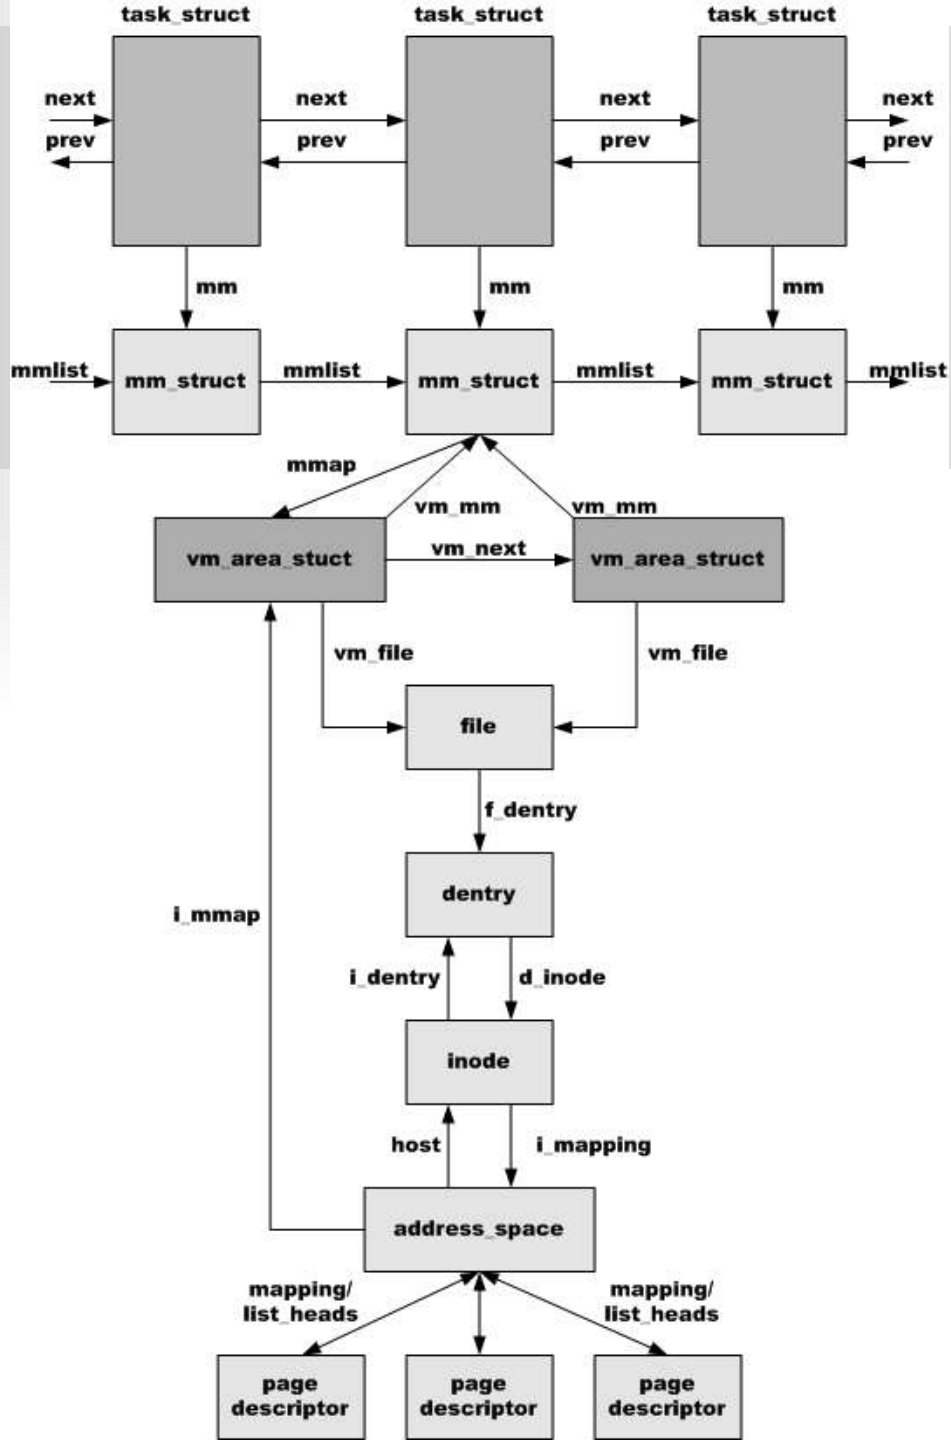 task_struct
task_struct
task_struct
next
next
next
next
prev
prev
prev
prev
mm
mm
mm
mmlist
mm_struct
mmlist
mm_struct
mmlist
mm_struct
mmlist
mmap
vm_mm
vm_mm
vm_area_stuct
vm_next
vm_area_struct
vm_file
vm_file
file
f_dentry
dentry
i_mmap
i_dentry
d_inode
inode
host
i_mapping
address_space
mapping/
list_heads
mapping/
list_heads
page
descriptor
page
descriptor
page
descriptor